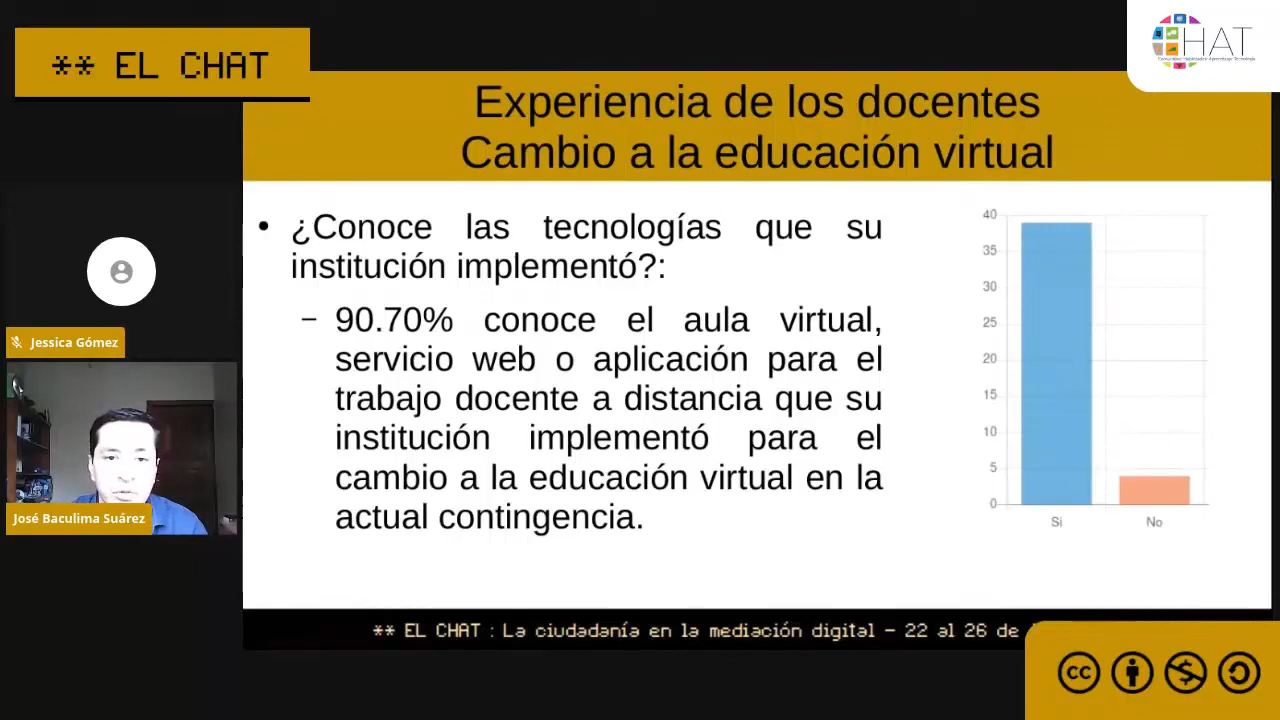 ** EL CHAT
HAT
Experiencia de los docentes
Cambio a la educación virtual
• ¿Conoce las tecnologías que su
institución implementó?:
– 90.70% conoce el aula virtual,
servicio web o aplicación para el
trabajo docente a distancia que su
institución implementó para el
cambio a la educación virtual en la
actual contingencia.
40
35
30
25
20
15
10
5
0
Si No
Jessica Gómez
José Baculima Suárez
** EL CHAT : La ciudadanía en la mediación digital – 22 al 26 de
cc